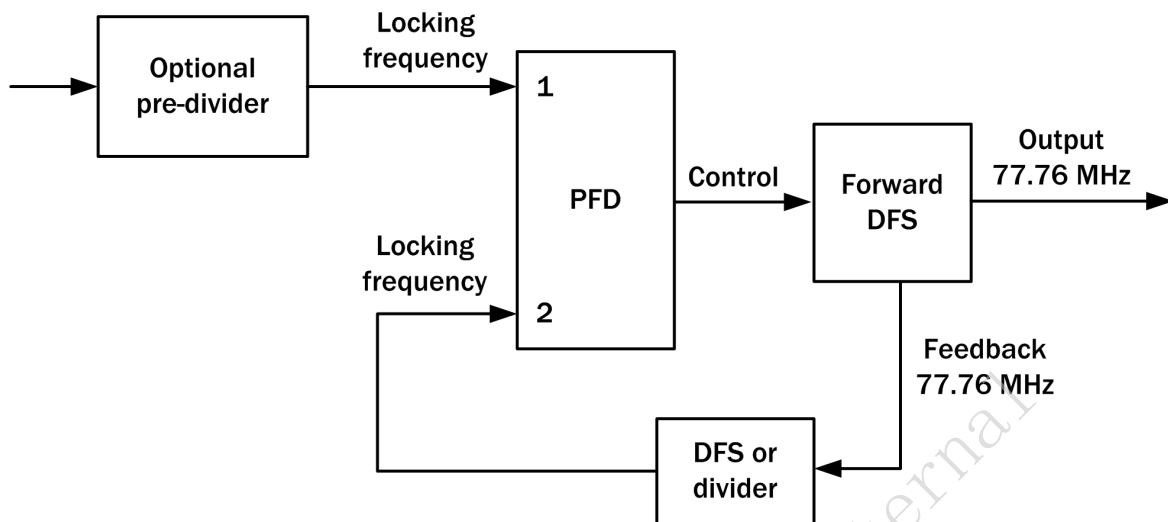 Locking
frequency
Optional
pre-divider
1
Output
77.76 MHz
Control
Forward
DFS
PFD
Locking
frequency
2
Feedback
77.76 MHz
DFS or
divider